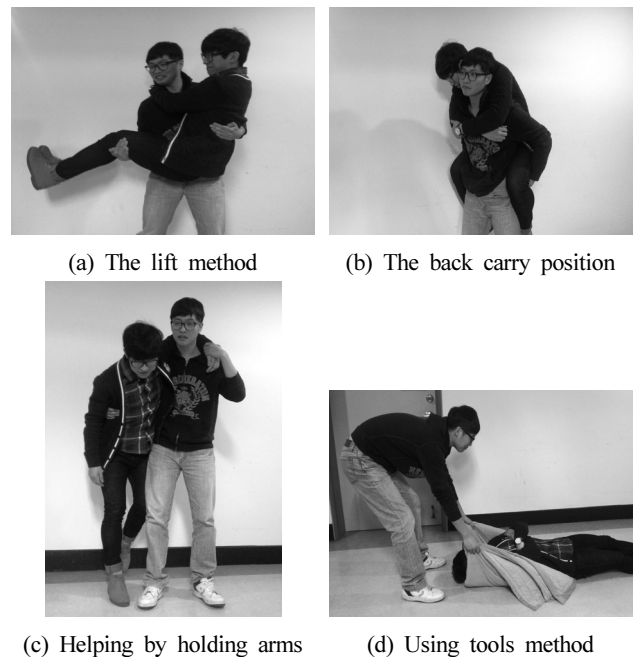 (a) The lift method
(b) The back carry position
(c) Helping by holding arms
(d) Using tools method